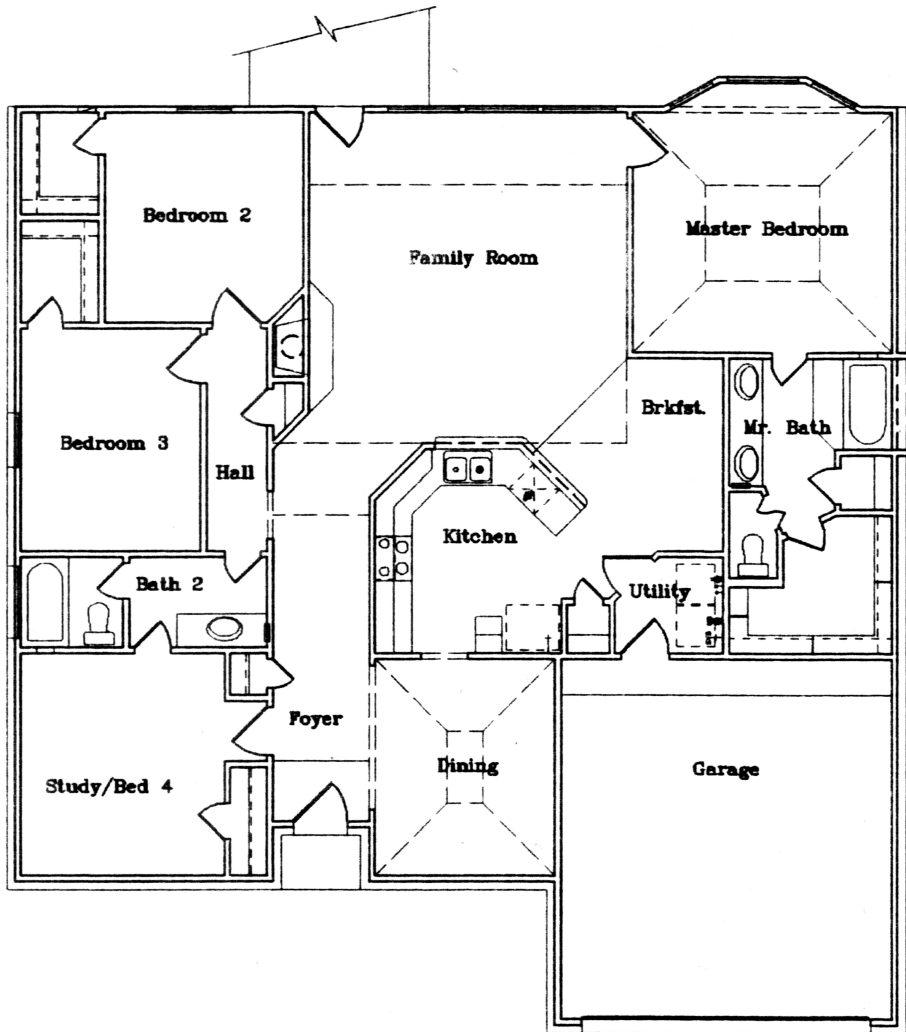 Bedroom 2
Family Room
Master Bedroom
Brkfst.
Bedroom 3
Mr. Bath
Hall
Kitchen
Bath 2
Utility
Foyer
Dining
Garage
Study/Bed 4